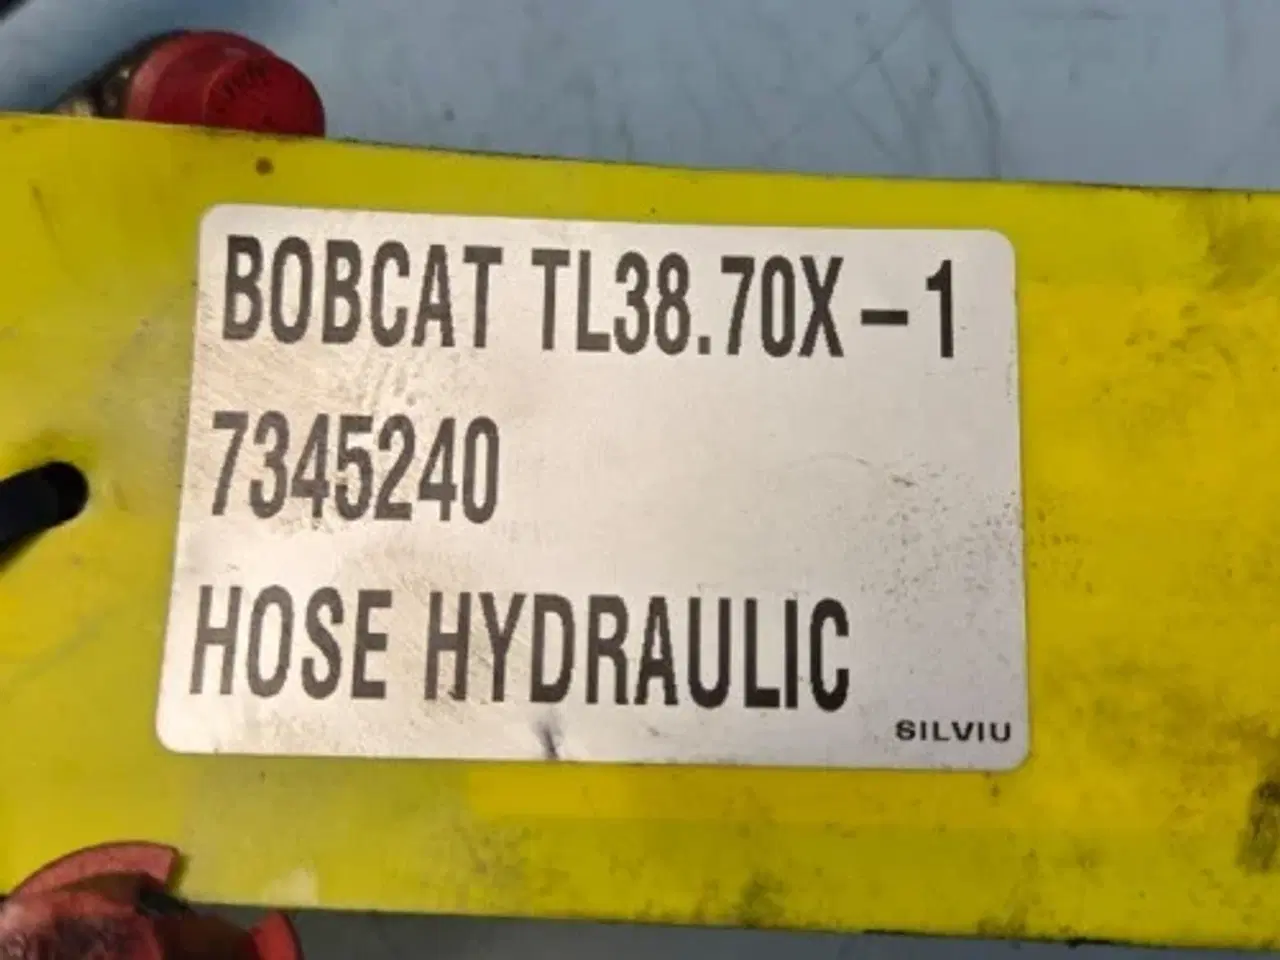 BOBCAT TL38.70X-1
7345240
HOSE HYDRAULIC
SILVIU